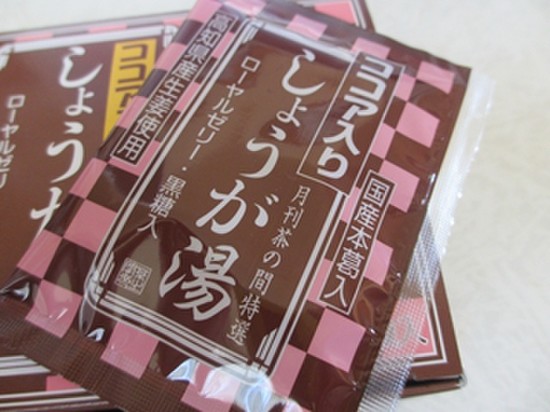 ココア入り
しょうが湯
高知県産生姜使用
ローヤルゼリー・黒糖入
月刊茶の間特選
国産本葛入
ココア
しょうが
ローヤルゼリ